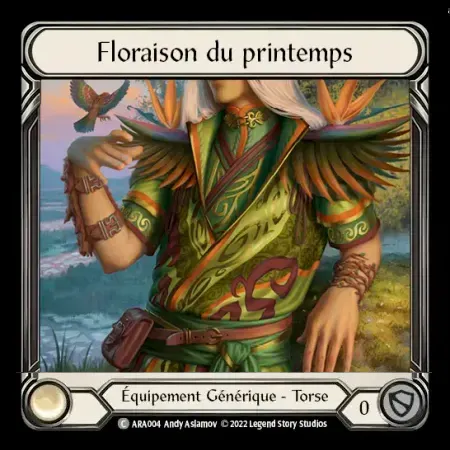 Floraison du printemps
Équipement Générique - Torse
0
C ARA004 Andy Aslamov © 2022 Legend Story Studios